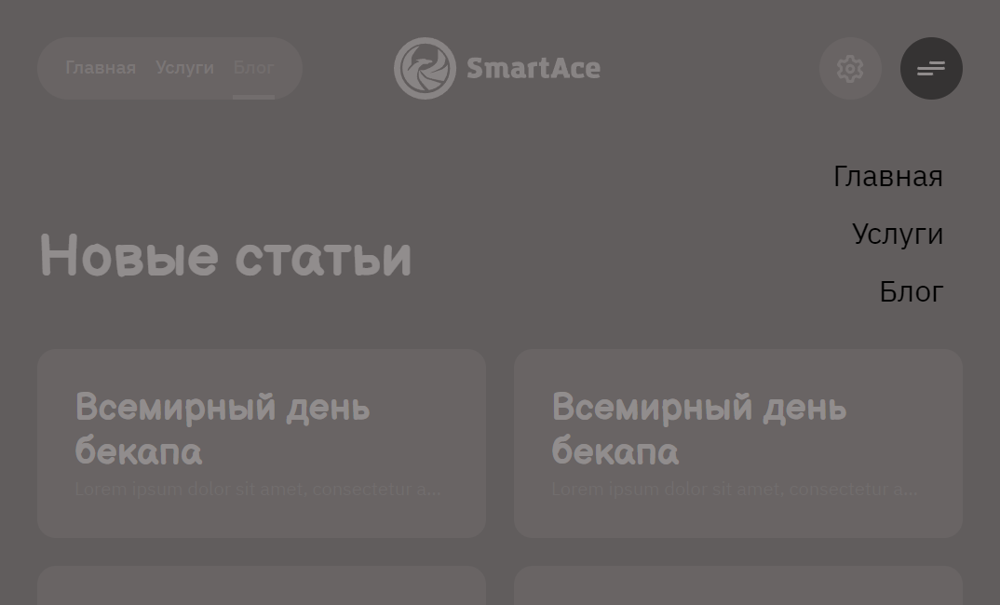 Главная Услуги Блог
SmartAce
Главная
Услуги
Блог
Новые статьи
Всемирный день
бекапа
Lorem ipsum dolor sit amet, consectetur a...
Всемирный день
бекапа
Lorem ipsum dolor sit amet, consectetur a...